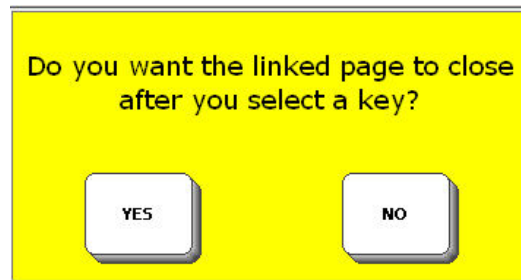 Do you want the linked page to close
after you select a key?
YES
NO